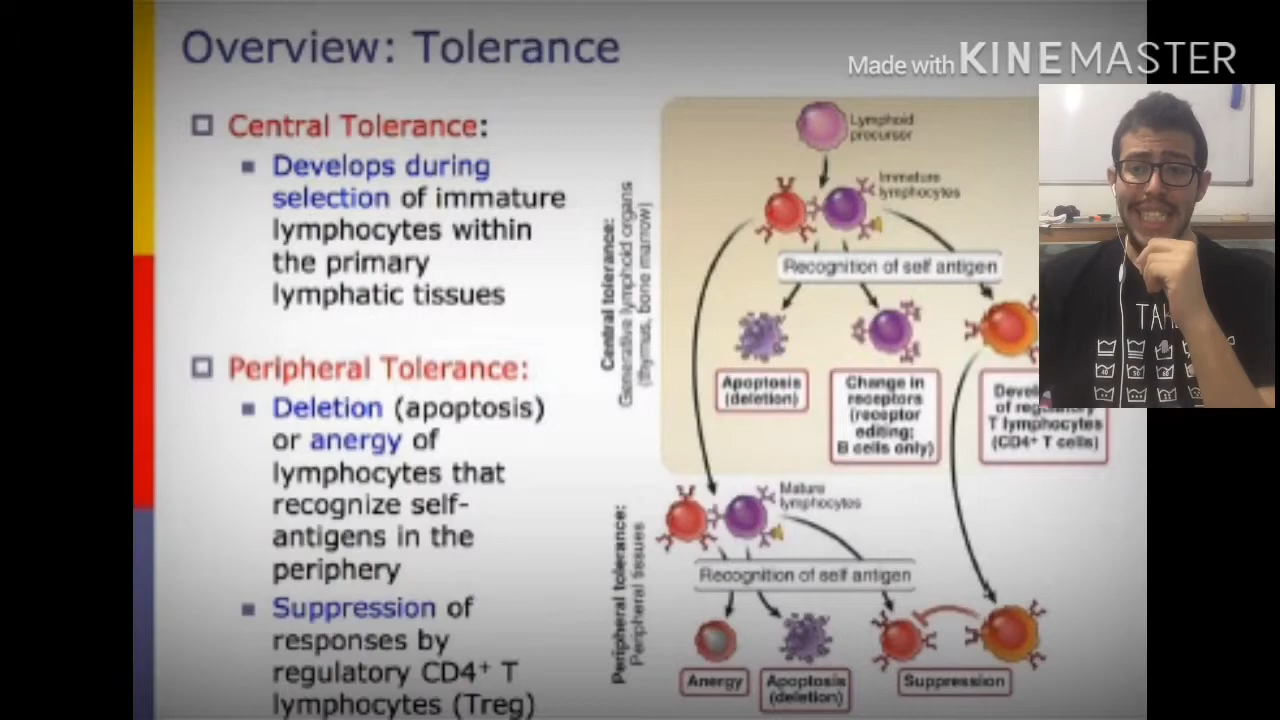 Overview: Tolerance
Made with KINEMASTER
Central Tolerance:
Develops during
selection of immature
lymphocytes within
the primary
lymphatic tissues
Peripheral Tolerance:
Deletion (apoptosis)
or anergy of
lymphocytes that
recognize self-
antigens in the
periphery
Suppression of
responses by
regulatory CD4+ T
lymphocytes (Treg)
Central tolerance:
Generative lymphoid organs
(thymus, bone marrow)
Lymphoid
precursor
Immature
lymphocytes
Recognition of self antigen
Apoptosis
(deletion)
Change in
receptors
(receptor
editing;
B cells only)
of
T lymphocytes
(CD4+ T cells)
Peripheral tolerance:
Peripheral tissues
Mature
lymphocytes
Recognition of self antigen
Anergy
Apoptosis
(deletion)
Suppression
TAK